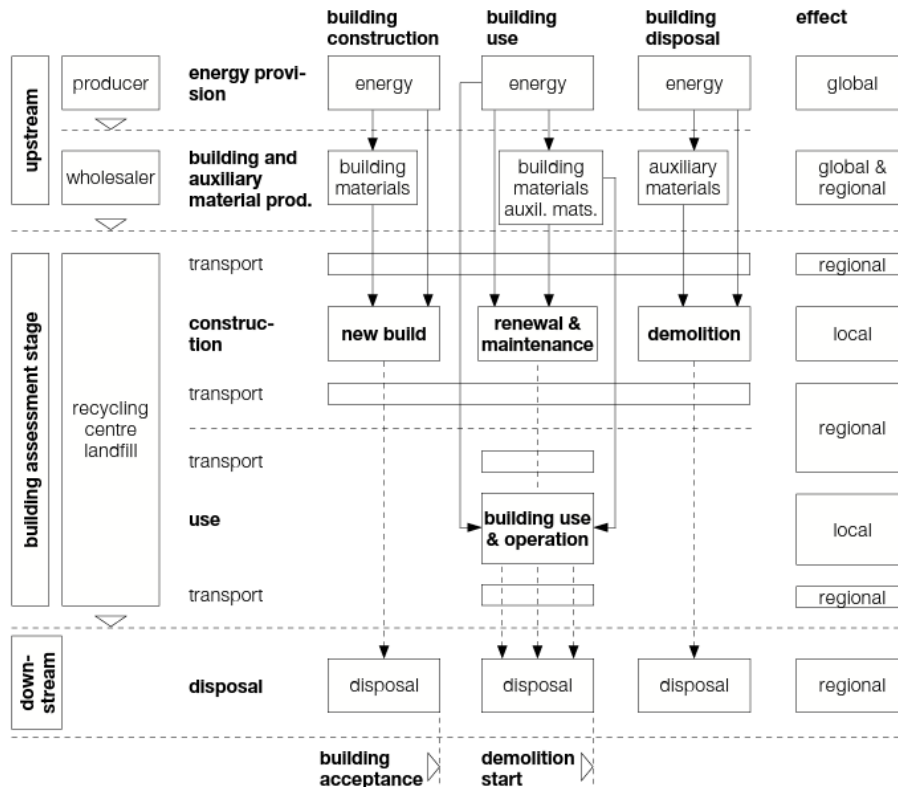 building construction
building use
building disposal
effect
upstream
producer
energy provi-
sion
energy
energy
energy
global
wholesaler
building and
auxiliary
material prod.
building
materials
building
materials
auxil. mats.
auxiliary
materials
global &
regional
building assessment stage
recycling
centre
landfill
transport
regional
construc-
tion
new build
renewal &
maintenance
demolition
local
transport
regional
transport
use
building use
& operation
local
transport
regional
down-
stream
disposal
disposal
disposal
disposal
regional
building
acceptance
demolition
start